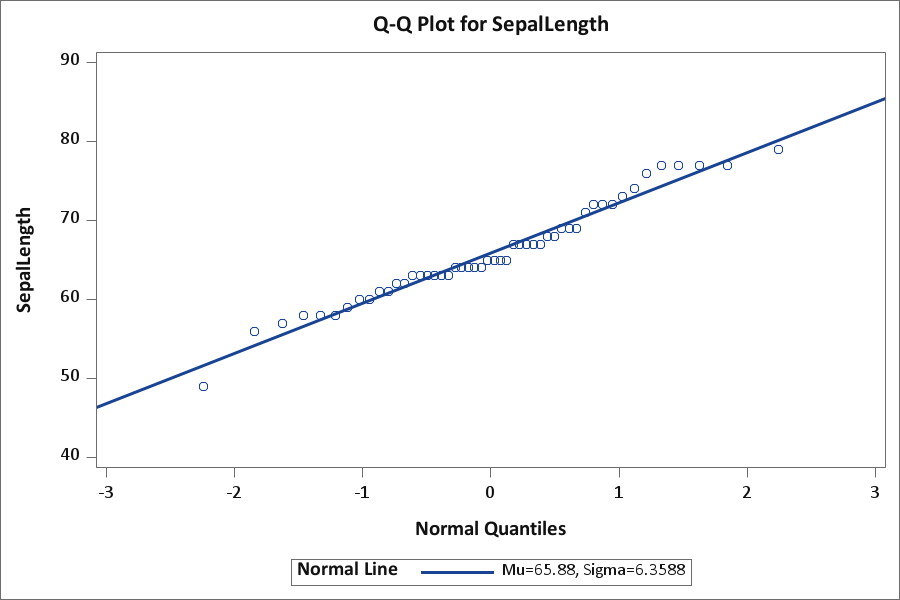 Q-Q Plot for SepalLength
90
80
70
60
50
40
SepalLength
-3 -2 -1 0 1 2 3
Normal Quantiles
Normal Line Mu=65.88, Sigma=6.3588